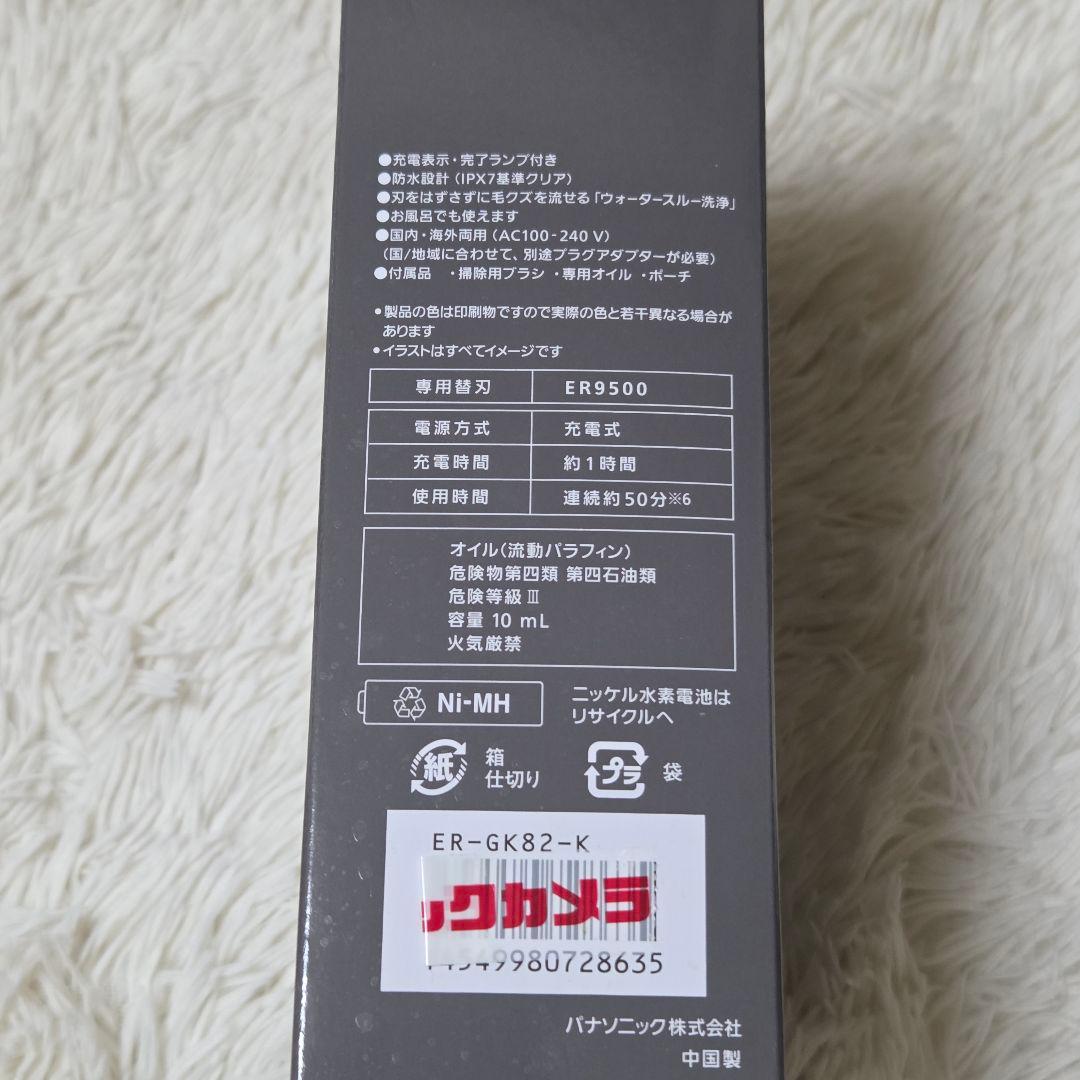 ●充電表示・完了ランプ付き
●防水設計（IPX7基準クリア）
●刃をはずさずに毛クズを流せる「ウォータースルー洗浄」
●お風呂でも使えます
●国内・海外両用（AC100-240 V）
（国/地域に合わせて、別途プラグアダプターが必要）
●付属品 ・掃除用ブラシ ・専用オイル ・ポーチ
●製品の色は印刷物ですので実際の色と若干異なる場合が
あります
●イラストはすべてイメージです
専用替刃 ER9500
電源方式 充電式
充電時間 約1時間
使用時間 連続約50分※6
オイル（流動パラフィン）
危険物第四類 第四石油類
危険等級Ⅲ
容量 10 mL
火気厳禁
Ni-MH ニッケル水素電池は
リサイクルへ
紙 箱
仕切り
プラ 袋
ER-GK82-K
ックカメラ
49980728635
パナソニック株式会社
中国製